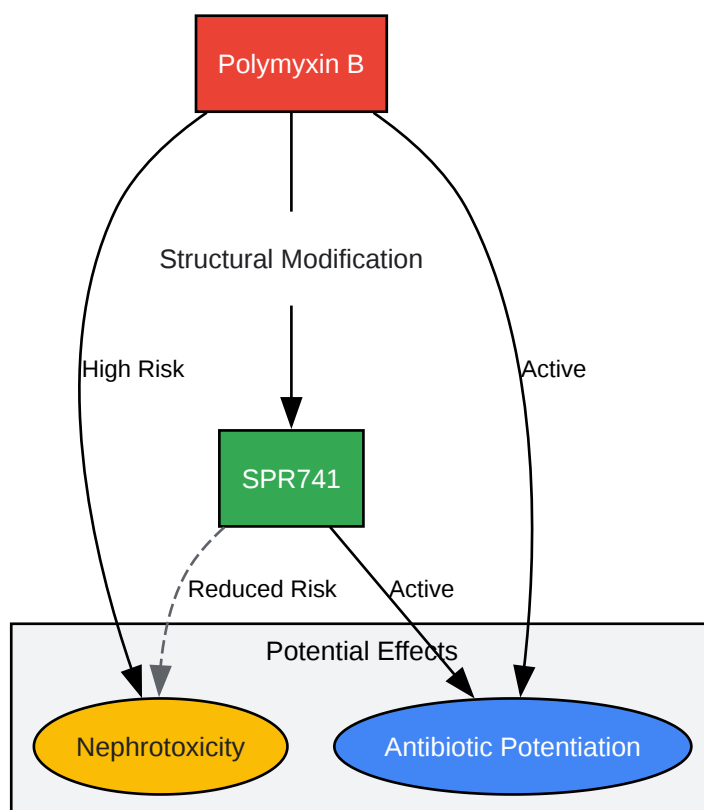 Polymyxin B
Structural Modification
High Risk
Active
SPR741
Reduced Risk
Active
Potential Effects
Nephrotoxicity
Antibiotic Potentiation